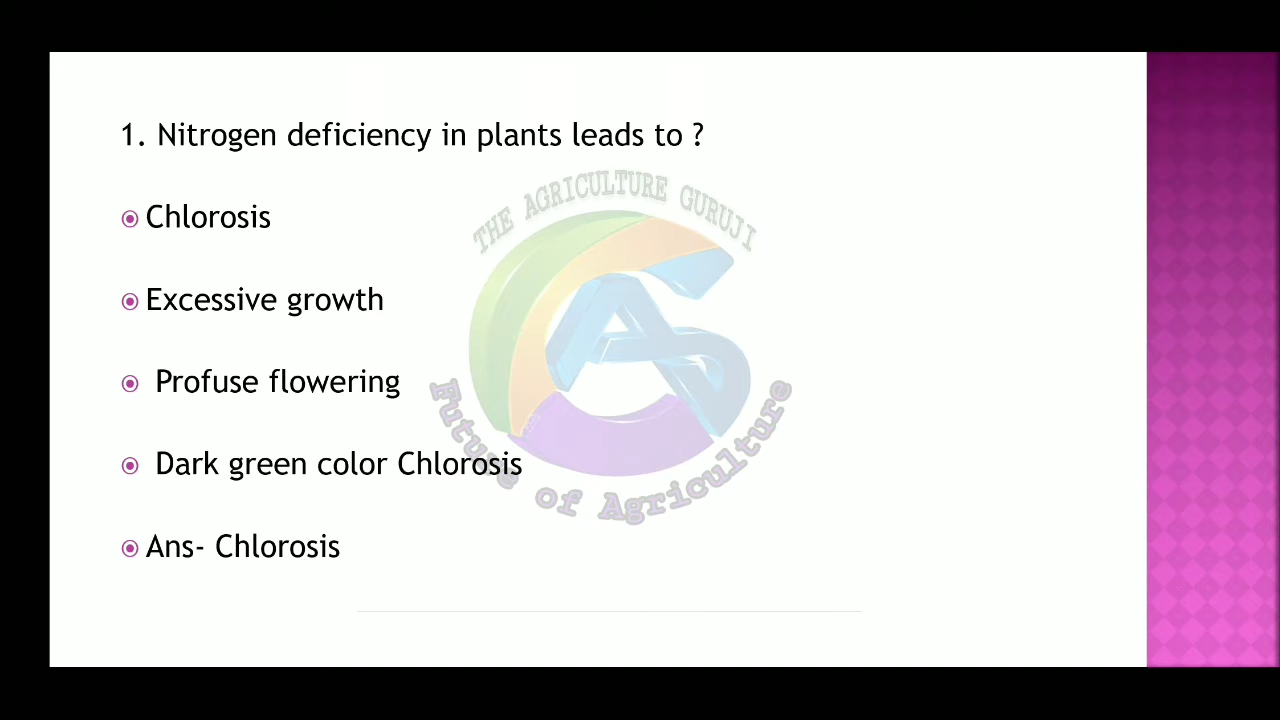 1. Nitrogen deficiency in plants leads to ?
THE AGRICULTURE GURUJI
Chlorosis
Excessive growth
Profuse flowering
Dark green color Chlorosis
Future of Agriculture
Ans- Chlorosis